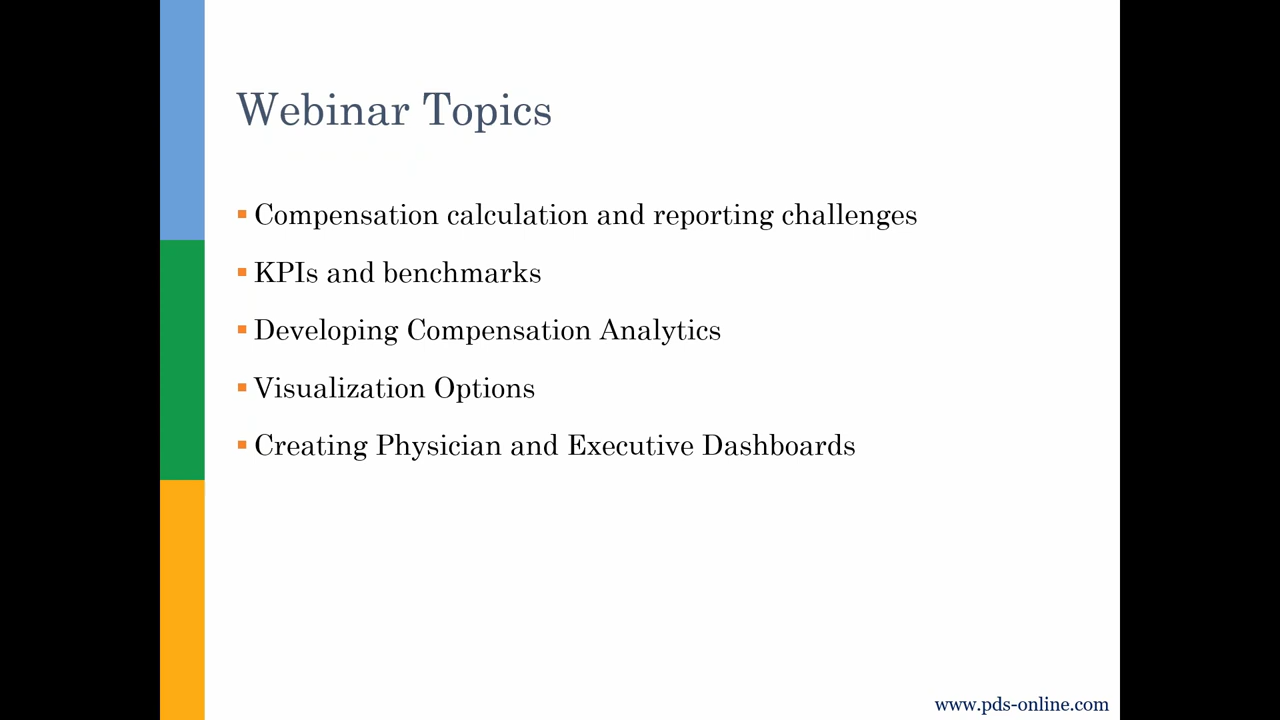 Webinar Topics
Compensation calculation and reporting challenges
KPIs and benchmarks
Developing Compensation Analytics
Visualization Options
Creating Physician and Executive Dashboards
www.pds-online.com